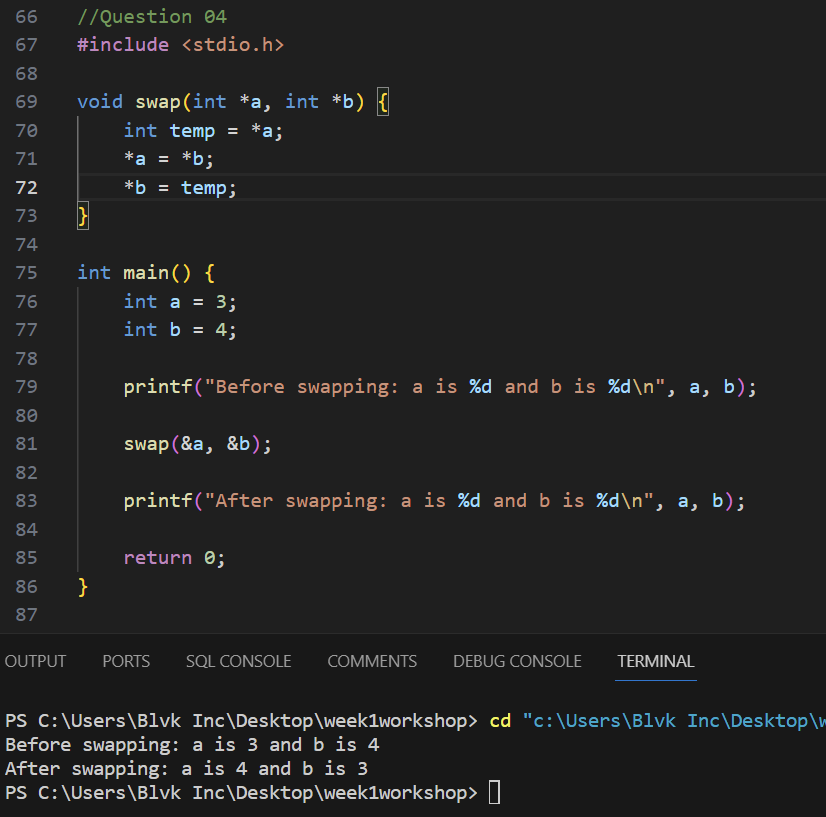 66 //Question 04
67 #include <stdio.h>
68
69 void swap(int *a, int *b) {
70     int temp = *a;
71     *a = *b;
72     *b = temp;
73 }
74
75 int main() {
76     int a = 3;
77     int b = 4;
78
79     printf("Before swapping: a is %d and b is %d\n", a, b);
80
81     swap(&a, &b);
82
83     printf("After swapping: a is %d and b is %d\n", a, b);
84
85     return 0;
86 }
87
OUTPUT PORTS SQL CONSOLE COMMENTS DEBUG CONSOLE TERMINAL
PS C:\Users\Blvk Inc\Desktop\week1workshop> cd "c:\Users\Blvk Inc\Desktop\w
Before swapping: a is 3 and b is 4
After swapping: a is 4 and b is 3
PS C:\Users\Blvk Inc\Desktop\week1workshop>